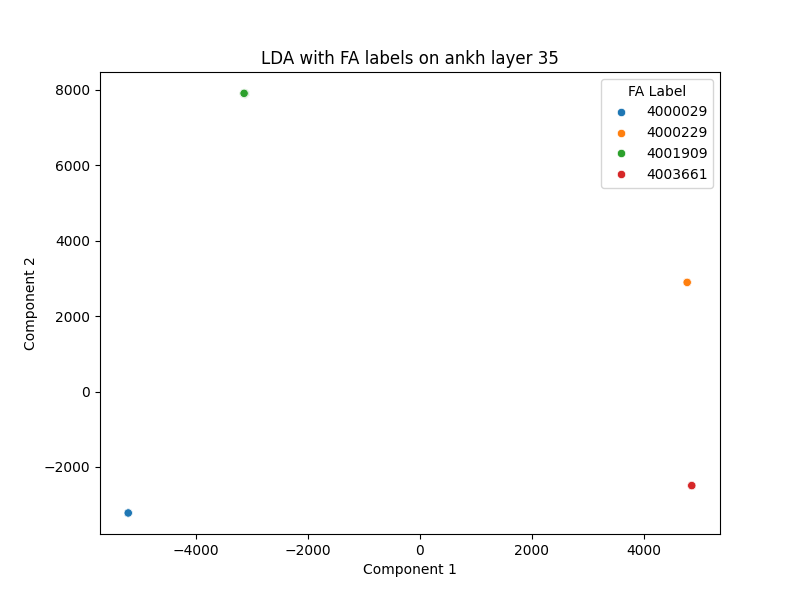 LDA with FA labels on ankh layer 35
8000
6000
4000
2000
0
−2000
Component 2
FA Label
4000029
4000229
4001909
4003661
−4000 −2000 0 2000 4000
Component 1